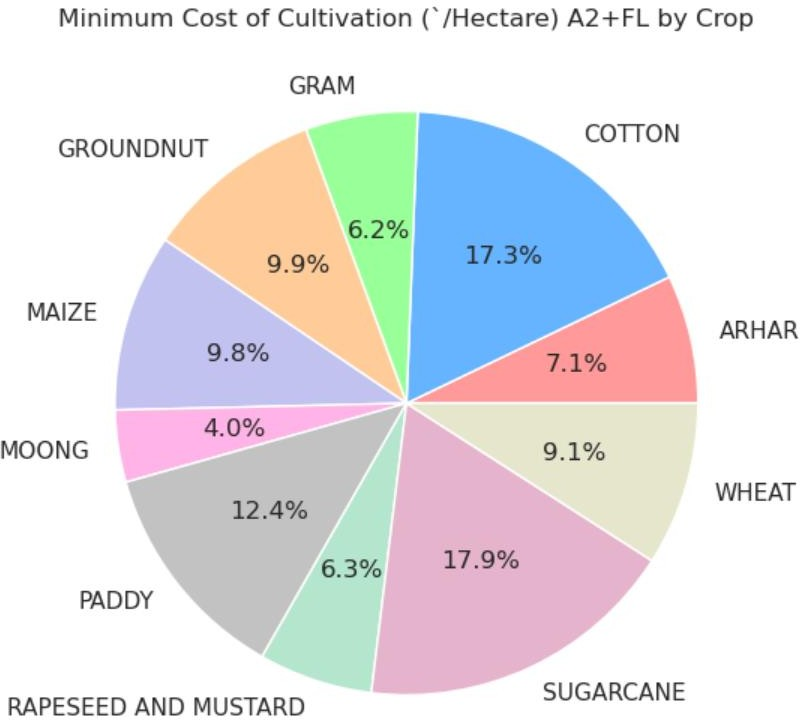 Minimum Cost of Cultivation (`/Hectare) A2+FL by Crop
GRAM
COTTON
GROUNDNUT
6.2%
17.3%
9.9%
MAIZE
ARHAR
9.8%
7.1%
4.0%
MOONG
9.1%
WHEAT
12.4%
6.3%
17.9%
PADDY
SUGARCANE
RAPESEED AND MUSTARD